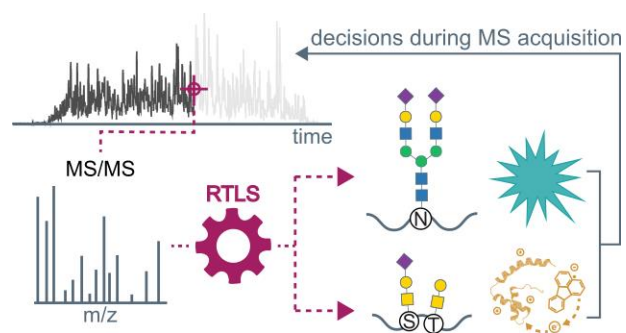 decisions during MS acquisition
time
MS/MS
RTLS
m/z
N
S T
e